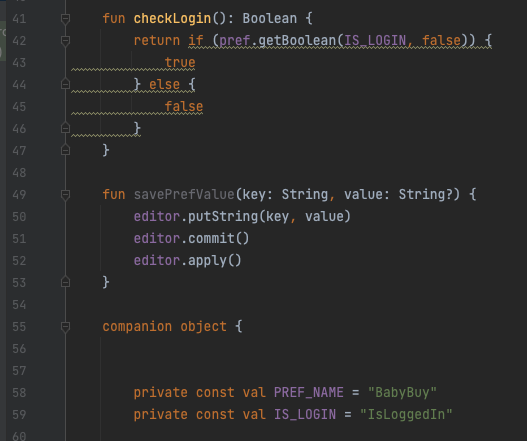 41 fun checkLogin(): Boolean {
42 return if (pref.getBoolean(IS_LOGIN, false)) {
43 true
44 } else {
45 false
46 }
47 }
48
49 fun savePrefValue(key: String, value: String?) {
50 editor.putString(key, value)
51 editor.commit()
52 editor.apply()
53 }
54
55 companion object {
56
57
58 private const val PREF_NAME = "BabyBuy"
59 private const val IS_LOGIN = "IsLoggedIn"
60